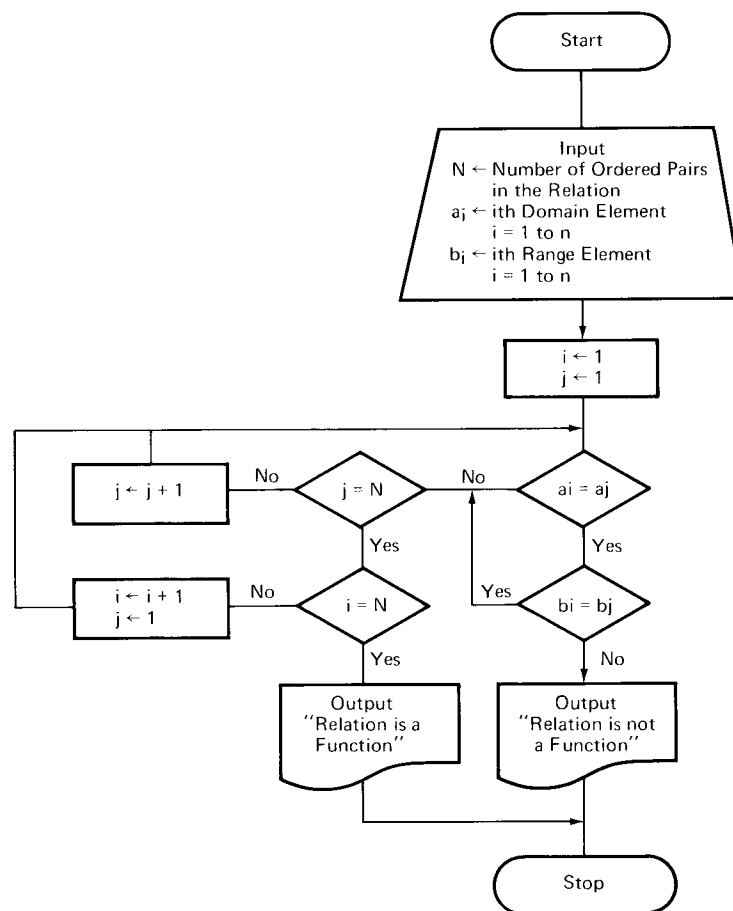 Start
Input
N ← Number of Ordered Pairs
in the Relation
ai ← ith Domain Element
i = 1 to n
bi ← ith Range Element
i = 1 to n
i ← 1
j ← 1
j ← j + 1
No
j = N
No
ai = aj
Yes
Yes
i ← i + 1
j ← 1
No
i = N
Yes
bi = bj
Yes
No
Output
"Relation is a
Function"
Output
"Relation is not
a Function"
Stop